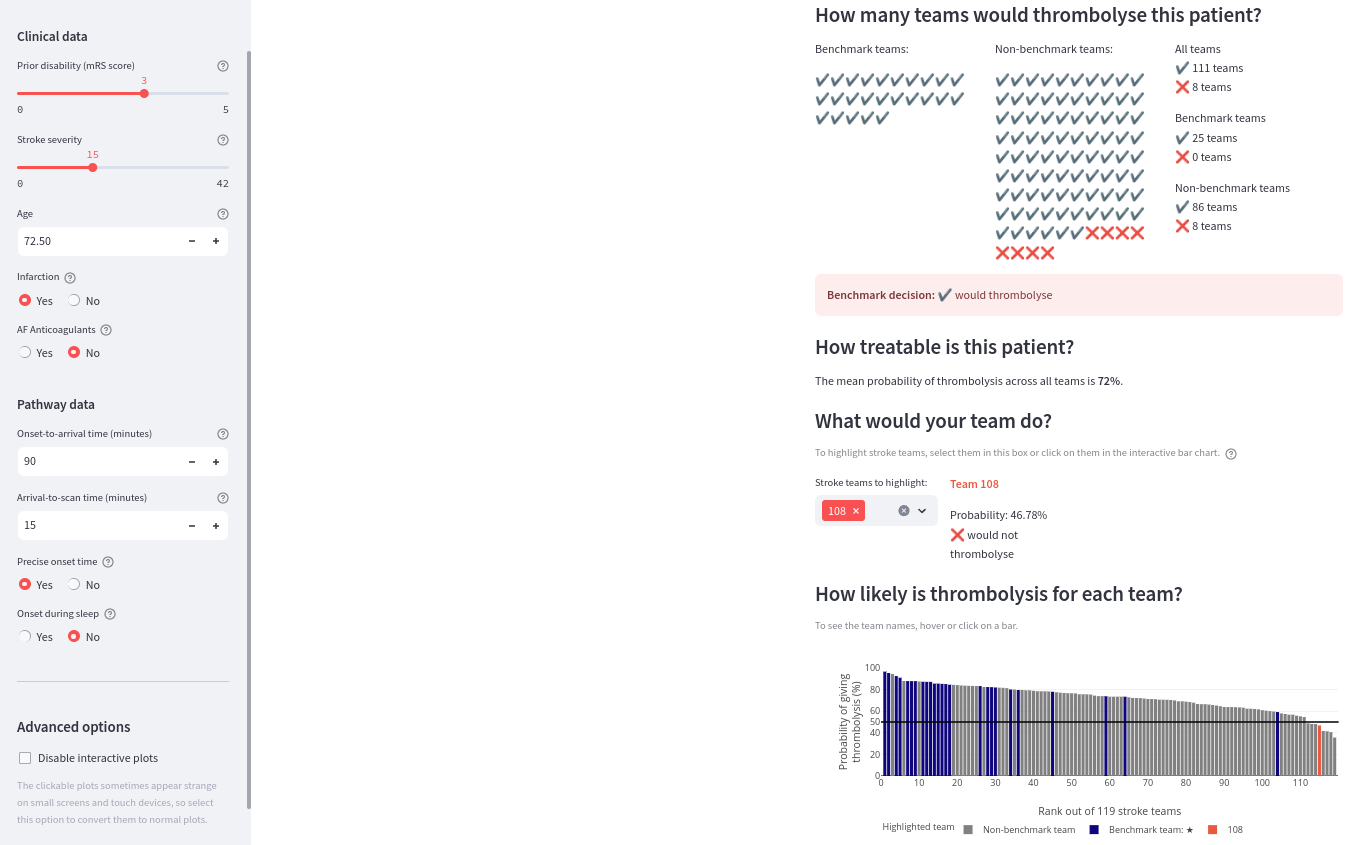 Clinical data
Prior disability (mRS score)
3
0 5
Stroke severity
15
0 42
Age
72.50
Infarction
Yes No
AF Anticoagulants
Yes No
Pathway data
Onset-to-arrival time (minutes)
90
Arrival-to-scan time (minutes)
15
Precise onset time
Yes No
Onset during sleep
Yes No
Advanced options
Disable interactive plots
The clickable plots sometimes appear strange
on small screens and touch devices, so select
this option to convert them to normal plots.
How many teams would thrombolyse this patient?
Benchmark teams:
Non-benchmark teams:
All teams
✔ 111 teams
❌ 8 teams
Benchmark teams
✔ 25 teams
❌ 0 teams
Non-benchmark teams
✔ 86 teams
❌ 8 teams
Benchmark decision: ✔ would thrombolyse
How treatable is this patient?
The mean probability of thrombolysis across all teams is 72%.
What would your team do?
To highlight stroke teams, select them in this box or click on them in the interactive bar chart.
Stroke teams to highlight:
108 ×
Team 108
Probability: 46.78%
❌ would not
thrombolyse
How likely is thrombolysis for each team?
To see the team names, hover or click on a bar.
Probability of giving
thrombolysis (%)
100
80
60
50
40
20
0
0 10 20 30 40 50 60 70 80 90 100 110
Rank out of 119 stroke teams
Highlighted team Non-benchmark team Benchmark team: ★ 108